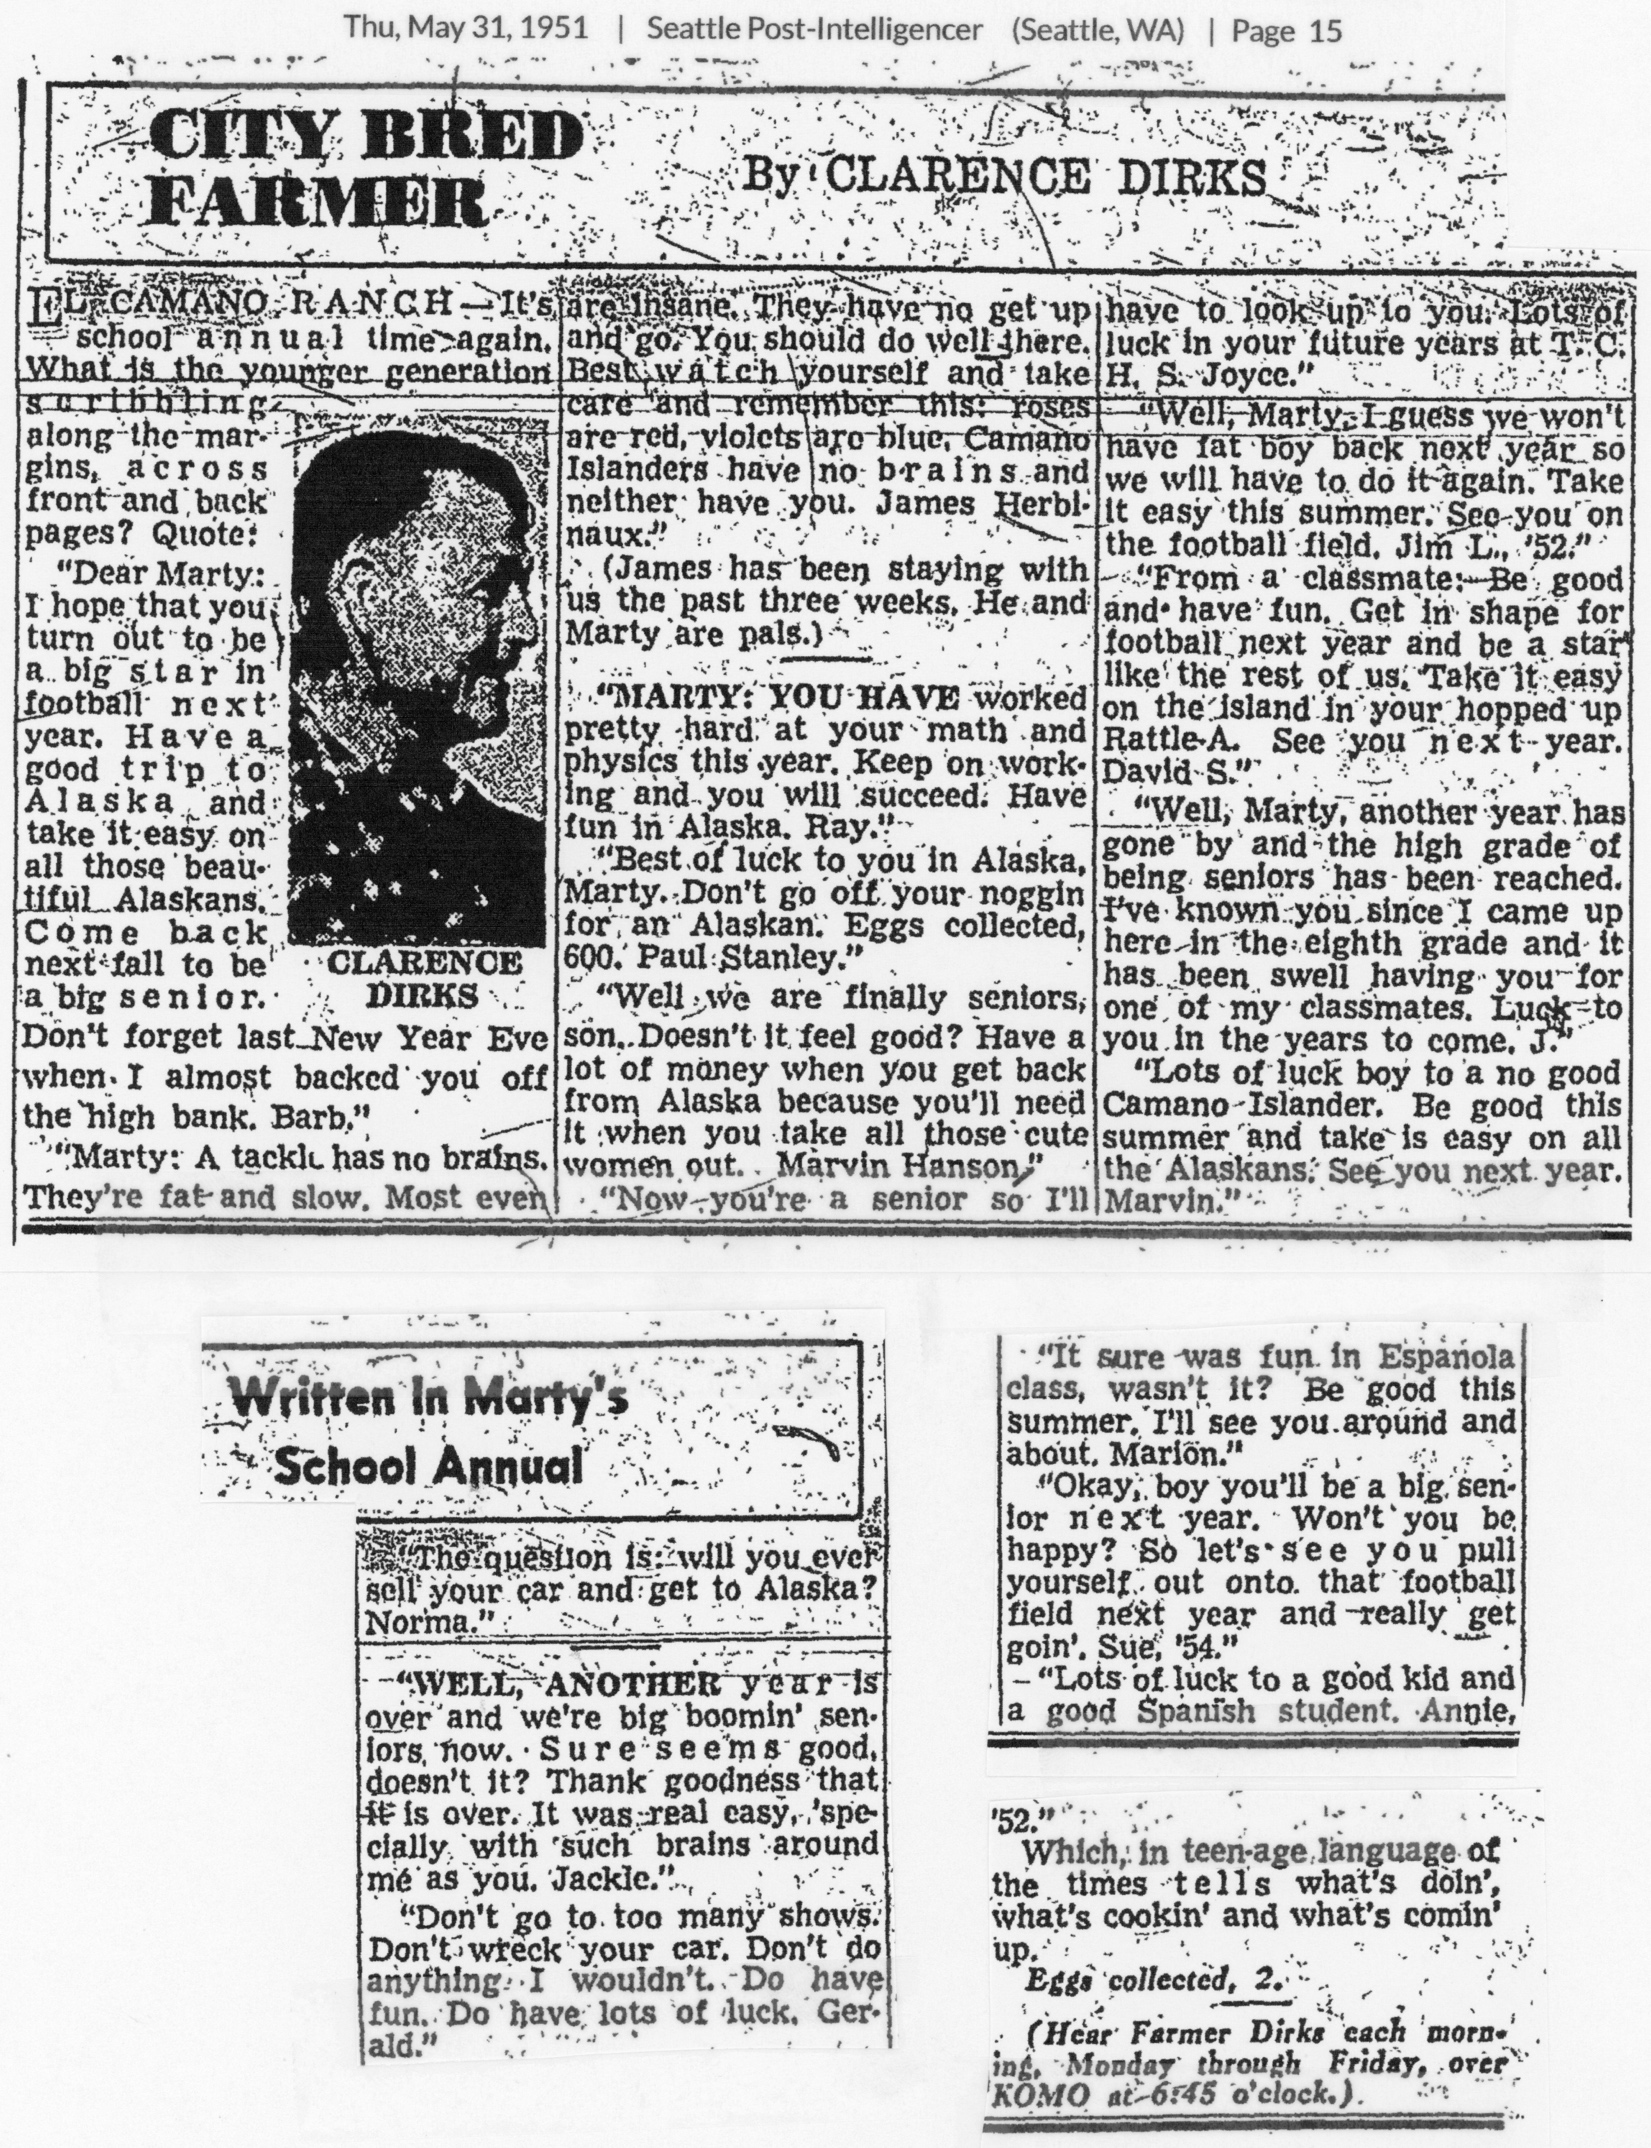 Thu, May 31, 1951 | Seattle Post-Intelligencer (Seattle, WA) | Page 15
CITY BRED
FARMER
By CLARENCE DIRKS
EL CAMANO RANCH—It's
school annual time again.
What is the younger generation
scribbling
along the mar-
gins, across
front and back
pages? Quote:
"Dear Marty:
I hope that you
turn out to be
a big star in
football next
year. Have a
good trip to
Alaska and
take it easy on
all those beau-
tiful Alaskans.
Come back
next fall to be
a big senior.
CLARENCE
DIRKS
Don't forget last New Year Eve
when I almost backed you off
the high bank. Barb."
"Marty: A tackle has no brains.
They're fat and slow. Most even
are insane. They have no get up
and go. You should do well there.
Best watch yourself and take
care and remember this: roses
are red, violets are blue, Camano
Islanders have no brains and
neither have you. James Herbi-
naux."
(James has been staying with
us the past three weeks. He and
Marty are pals.)
"MARTY: YOU HAVE worked
pretty hard at your math and
physics this year. Keep on work-
ing and you will succeed. Have
fun in Alaska. Ray."
"Best of luck to you in Alaska,
Marty. Don't go off your noggin
for an Alaskan. Eggs collected,
600. Paul Stanley."
"Well we are finally seniors,
son. Doesn't it feel good? Have a
lot of money when you get back
from Alaska because you'll need
it when you take all those cute
women out. Marvin Hanson."
"Now you're a senior so I'll
have to look up to you. Lots of
luck in your future years at T. C.
H. S. Joyce."
"Well, Marty, I guess we won't
have fat boy back next year so
we will have to do it again. Take
it easy this summer. See you on
the football field. Jim L., '52."
"From a classmate: Be good
and have fun. Get in shape for
football next year and be a star
like the rest of us. Take it easy
on the island in your hopped up
Rattle-A. See you next year.
David S."
"Well, Marty, another year has
gone by and the high grade of
being seniors has been reached.
I've known you since I came up
here in the eighth grade and it
has been swell having you for
one of my classmates. Luck to
you in the years to come. J."
"Lots of luck boy to a no good
Camano Islander. Be good this
summer and take is easy on all
the Alaskans. See you next year.
Marvin."
Written In Marty's
School Annual
"The question is: will you ever
sell your car and get to Alaska?
Norma."
"WELL, ANOTHER year is
over and we're big boomin' sen-
iors now. Sure seems good,
doesn't it? Thank goodness that
it is over. It was real easy, 'spe-
cially with such brains around
me as you. Jackie."
"Don't go to too many shows.
Don't wreck your car. Don't do
anything I wouldn't. Do have
fun. Do have lots of luck. Ger-
ald."
"It sure was fun in Espanola
class, wasn't it? Be good this
summer. I'll see you around and
about. Marion."
"Okay, boy you'll be a big sen-
ior next year. Won't you be
happy? So let's see you pull
yourself out onto that football
field next year and really get
goin'. Sue, '54."
"Lots of luck to a good kid and
a good Spanish student. Annie,
'52."
Which, in teen-age language of
the times tells what's doin',
what's cookin' and what's comin'
up.
Eggs collected, 2.
(Hear Farmer Dirks each morn-
ing, Monday through Friday, over
KOMO at 6:45 o'clock.)